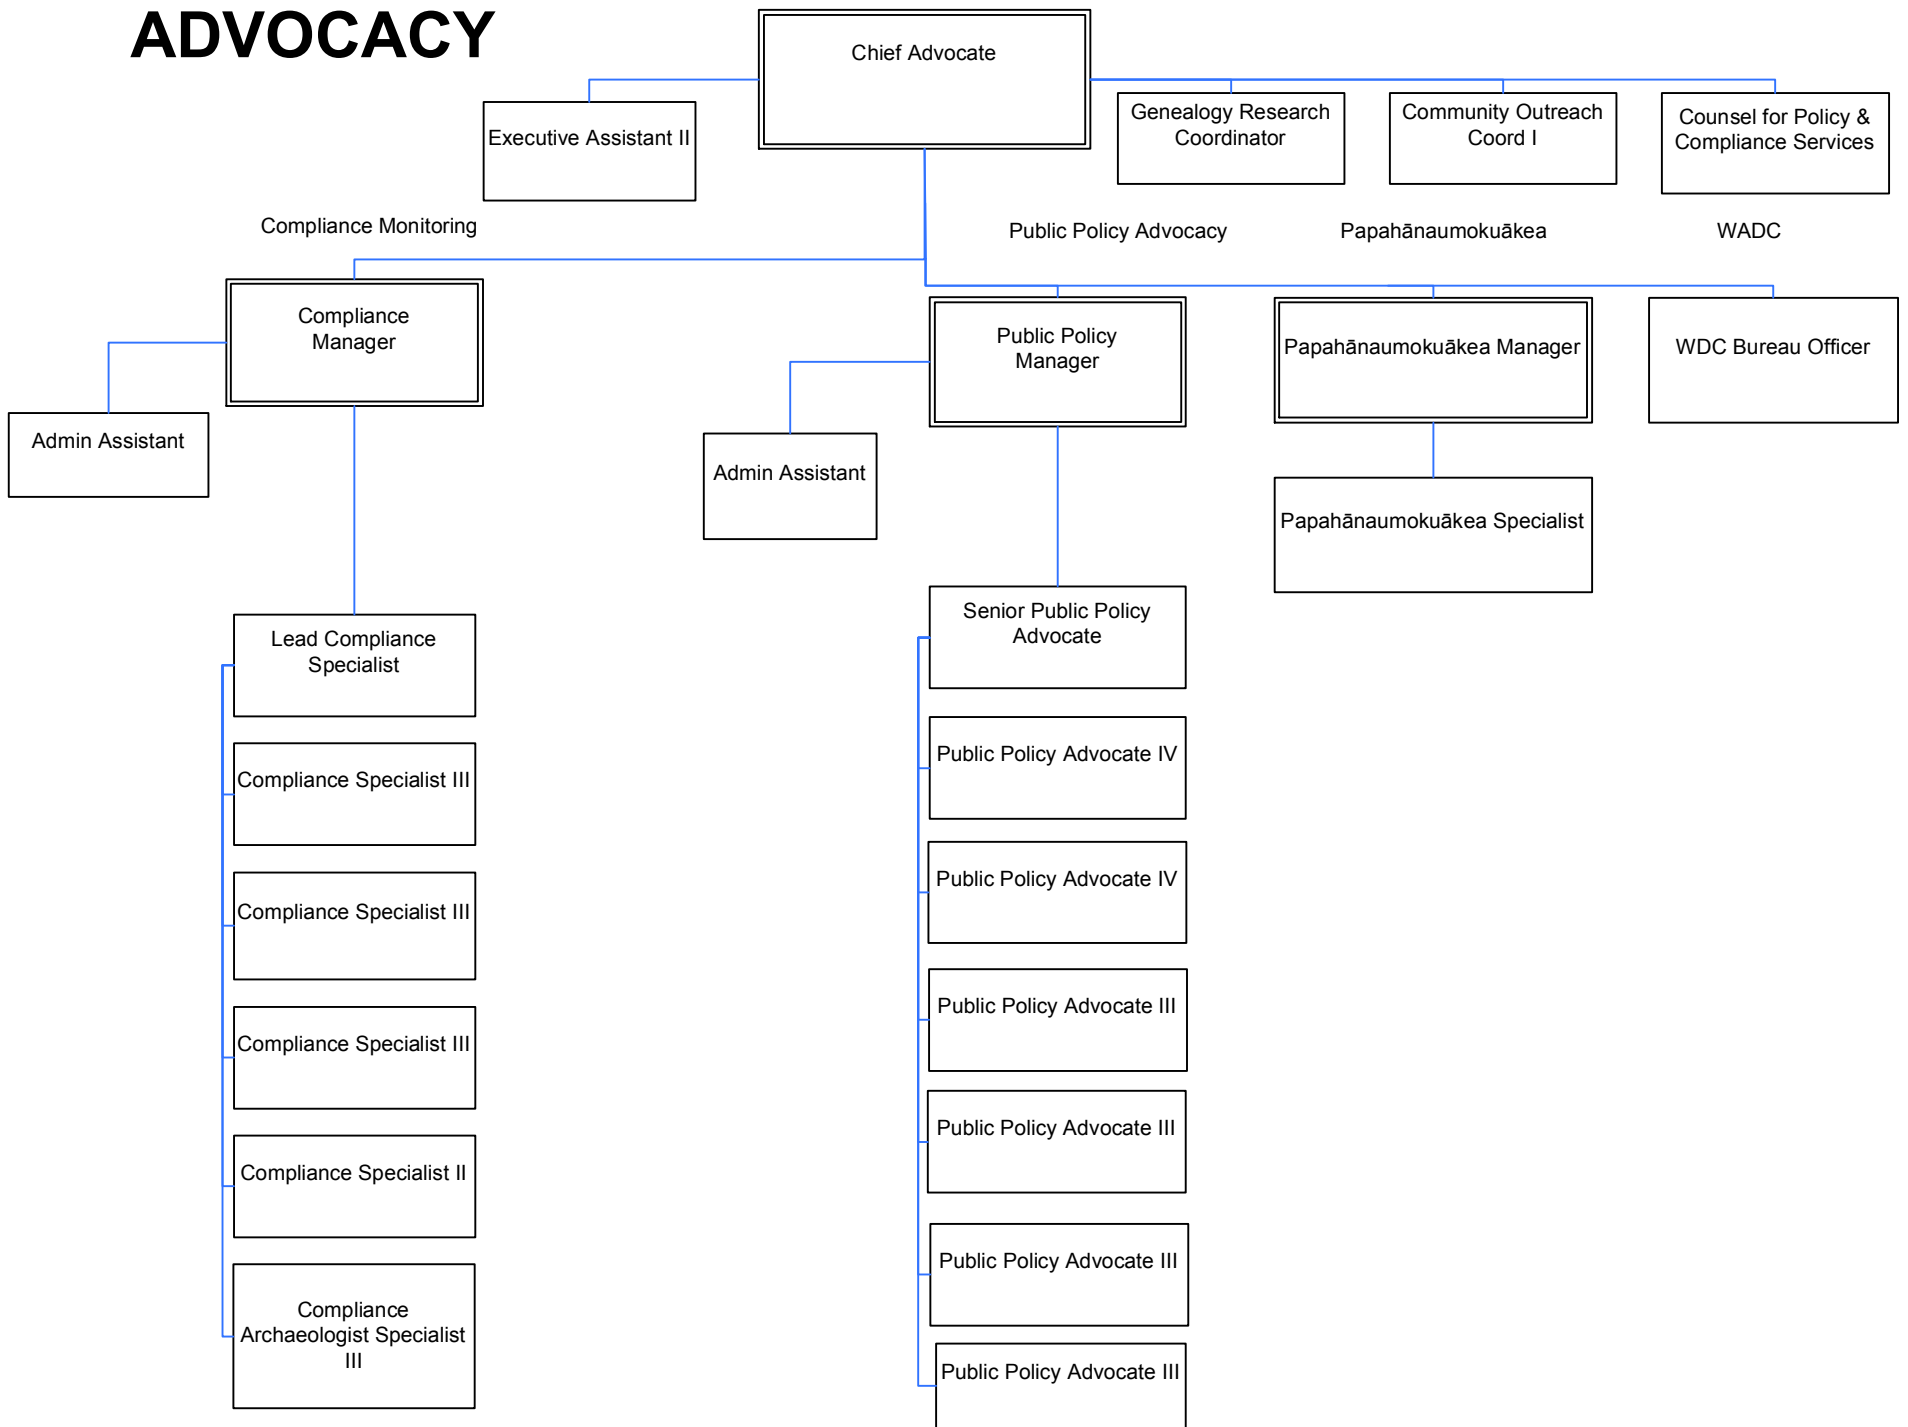 ADVOCACY
Chief Advocate
Executive Assistant II
Genealogy Research
Coordinator
Community Outreach
Coord I
Counsel for Policy &
Compliance Services
Compliance Monitoring
Public Policy Advocacy
Papahānaumokuākea
WADC
Compliance
Manager
Public Policy
Manager
Papahānaumokuākea Manager
WDC Bureau Officer
Admin Assistant
Admin Assistant
Papahānaumokuākea Specialist
Lead Compliance
Specialist
Compliance Specialist III
Compliance Specialist III
Compliance Specialist III
Compliance Specialist II
Compliance
Archaeologist Specialist
III
Senior Public Policy
Advocate
Public Policy Advocate IV
Public Policy Advocate IV
Public Policy Advocate III
Public Policy Advocate III
Public Policy Advocate III
Public Policy Advocate III